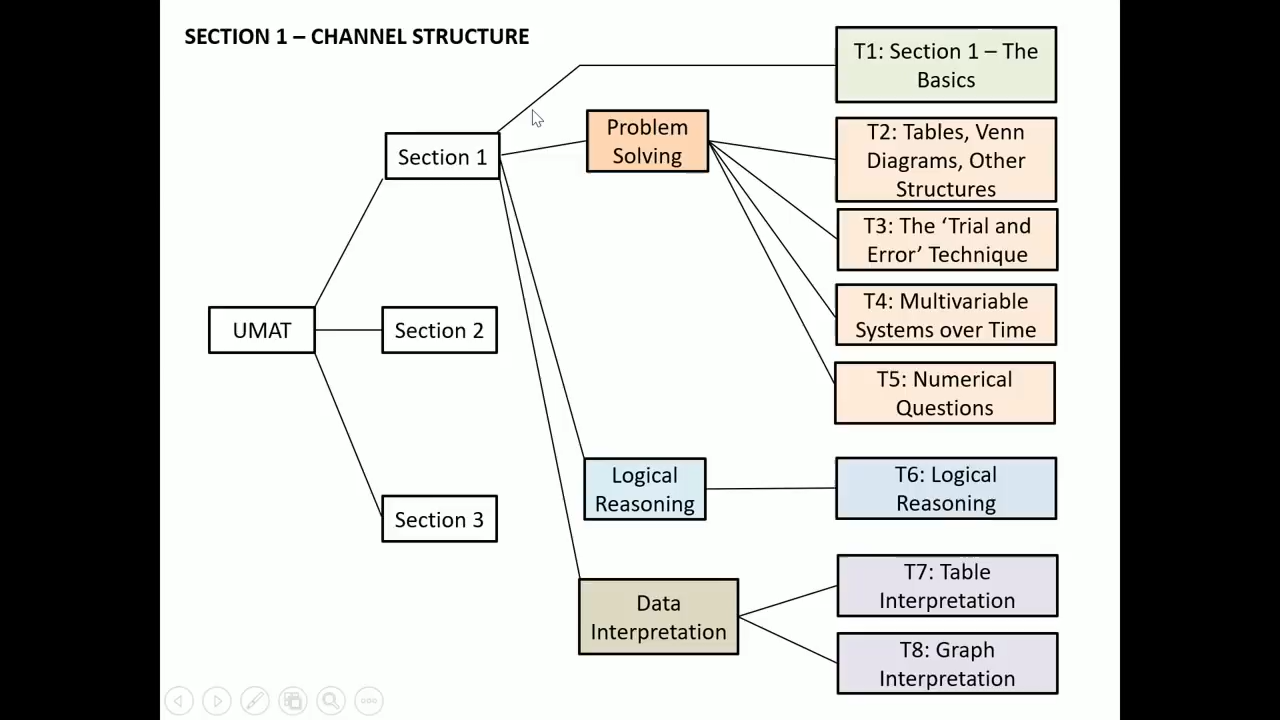 SECTION 1 – CHANNEL STRUCTURE
T1: Section 1 – The
Basics
Problem
Solving
T2: Tables, Venn
Diagrams, Other
Structures
Section 1
T3: The ‘Trial and
Error’ Technique
T4: Multivariable
Systems over Time
UMAT
Section 2
T5: Numerical
Questions
Logical
Reasoning
T6: Logical
Reasoning
Section 3
T7: Table
Interpretation
Data
Interpretation
T8: Graph
Interpretation